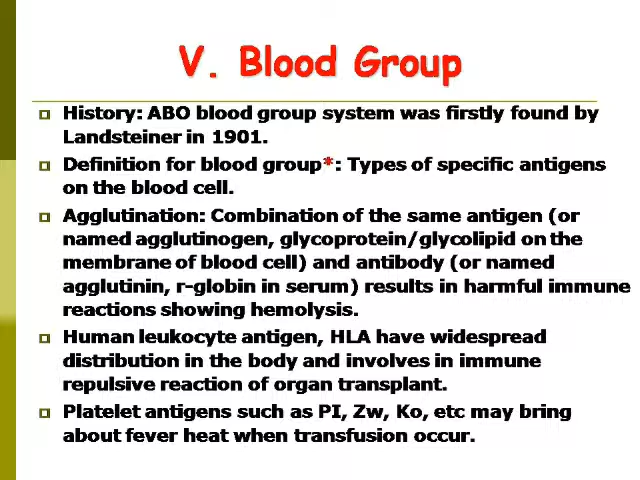 V. Blood Group
History: ABO blood group system was firstly found by
Landsteiner in 1901.
Definition for blood group*: Types of specific antigens
on the blood cell.
Agglutination: Combination of the same antigen (or
named agglutinogen, glycoprotein/glycolipid on the
membrane of blood cell) and antibody (or named
agglutinin, r-globin in serum) results in harmful immune
reactions showing hemolysis.
Human leukocyte antigen, HLA have widespread
distribution in the body and involves in immune
repulsive reaction of organ transplant.
Platelet antigens such as PI, Zw, Ko, etc may bring
about fever heat when transfusion occur.